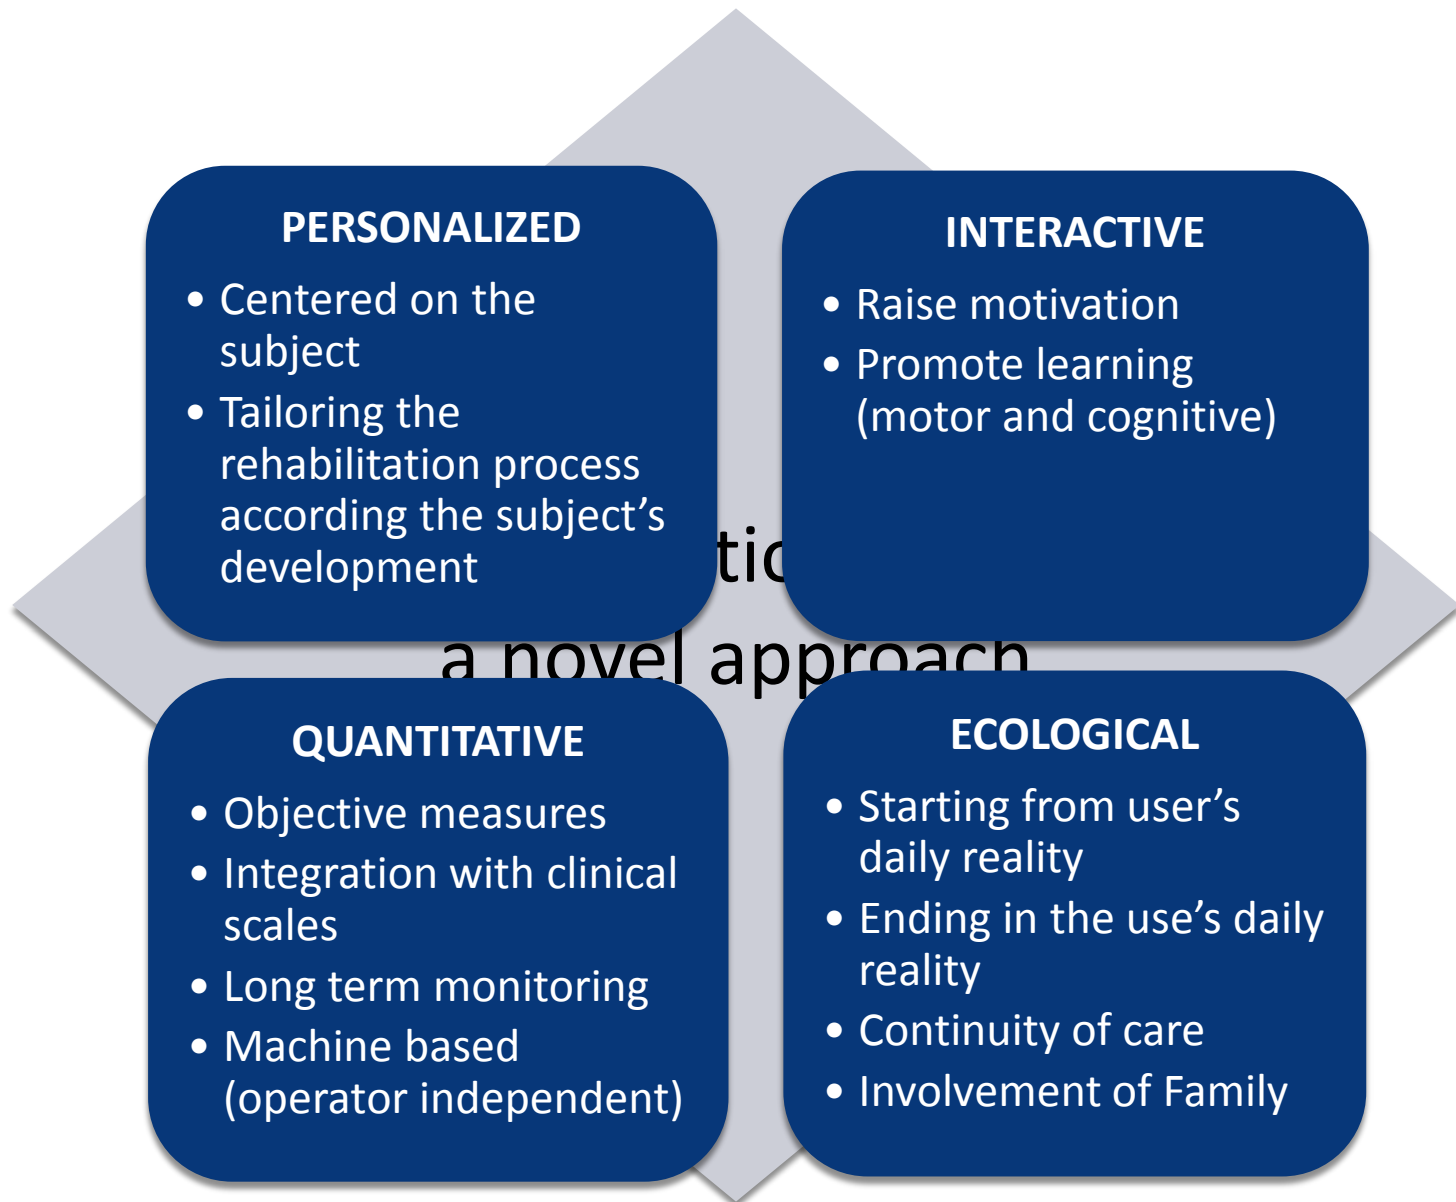 PERSONALIZED
• Centered on the
subject
• Tailoring the
rehabilitation process
according the subject’s
development
INTERACTIVE
• Raise motivation
• Promote learning
(motor and cognitive)
a novel approach
QUANTITATIVE
• Objective measures
• Integration with clinical
scales
• Long term monitoring
• Machine based
(operator independent)
ECOLOGICAL
• Starting from user’s
daily reality
• Ending in the use’s daily
reality
• Continuity of care
• Involvement of Family